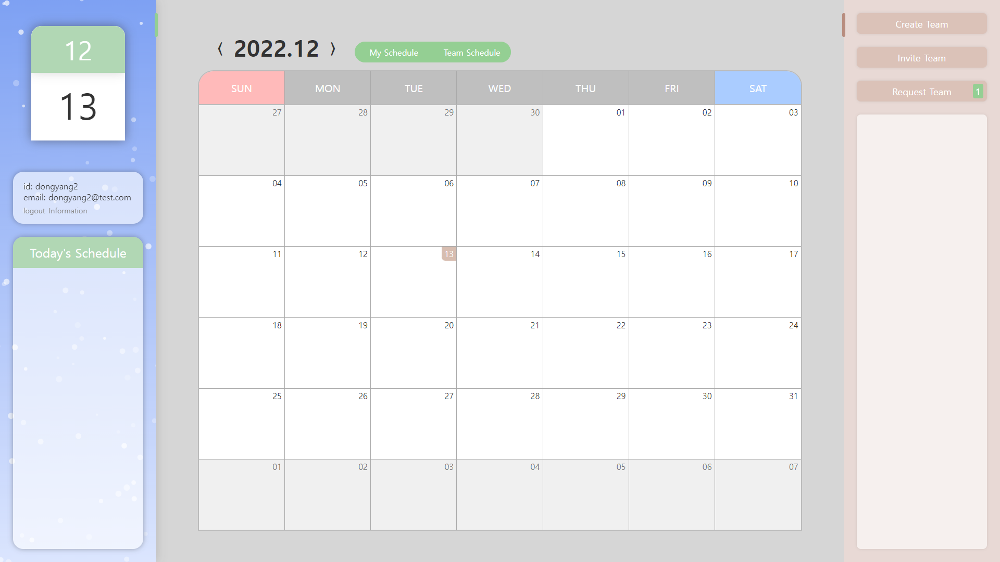 12
13
id: dongyang2
email: dongyang2@test.com
logout Information
Today's Schedule
〈 2022.12 〉
My Schedule Team Schedule
SUN MON TUE WED THU FRI SAT
27 28 29 30 01 02 03
04 05 06 07 08 09 10
11 12 13 14 15 16 17
18 19 20 21 22 23 24
25 26 27 28 29 30 31
01 02 03 04 05 06 07
Create Team
Invite Team
Request Team 1